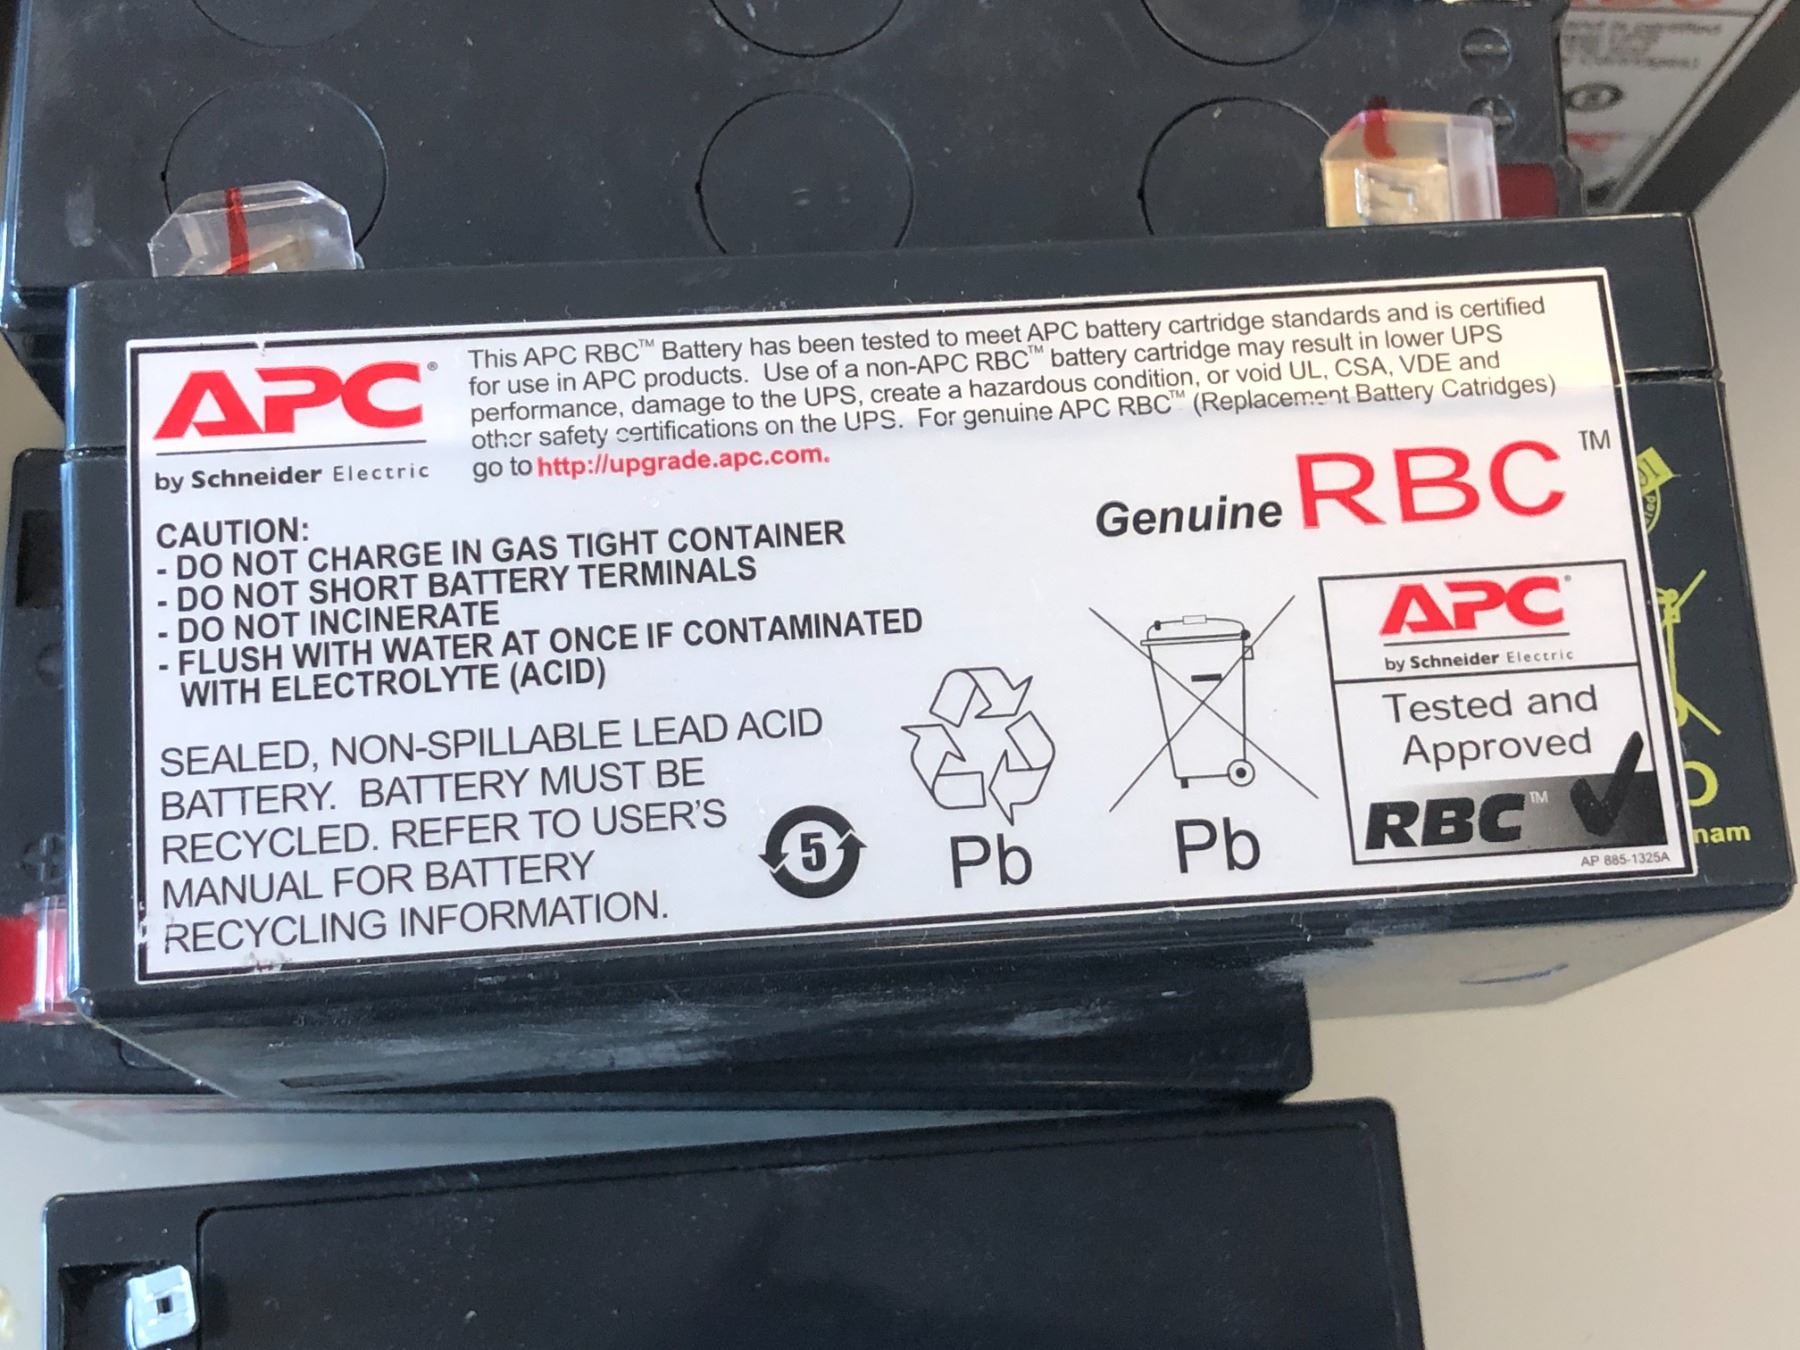 APC®
by Schneider Electric
This APC RBC™ Battery has been tested to meet APC battery cartridge standards and is certified
for use in APC products. Use of a non-APC RBC™ battery cartridge may result in lower UPS
performance, damage to the UPS, create a hazardous condition, or void UL, CSA, VDE and
other safety certifications on the UPS. For genuine APC RBC™ (Replacement Battery Catridges)
go to http://upgrade.apc.com.
Genuine RBC™
CAUTION:
- DO NOT CHARGE IN GAS TIGHT CONTAINER
- DO NOT SHORT BATTERY TERMINALS
- DO NOT INCINERATE
- FLUSH WITH WATER AT ONCE IF CONTAMINATED
WITH ELECTROLYTE (ACID)
SEALED, NON-SPILLABLE LEAD ACID
BATTERY. BATTERY MUST BE
RECYCLED. REFER TO USER'S
MANUAL FOR BATTERY
RECYCLING INFORMATION.
5
Pb
Pb
APC®
by Schneider Electric
Tested and
Approved
RBC™
AP 885-1325A
nam